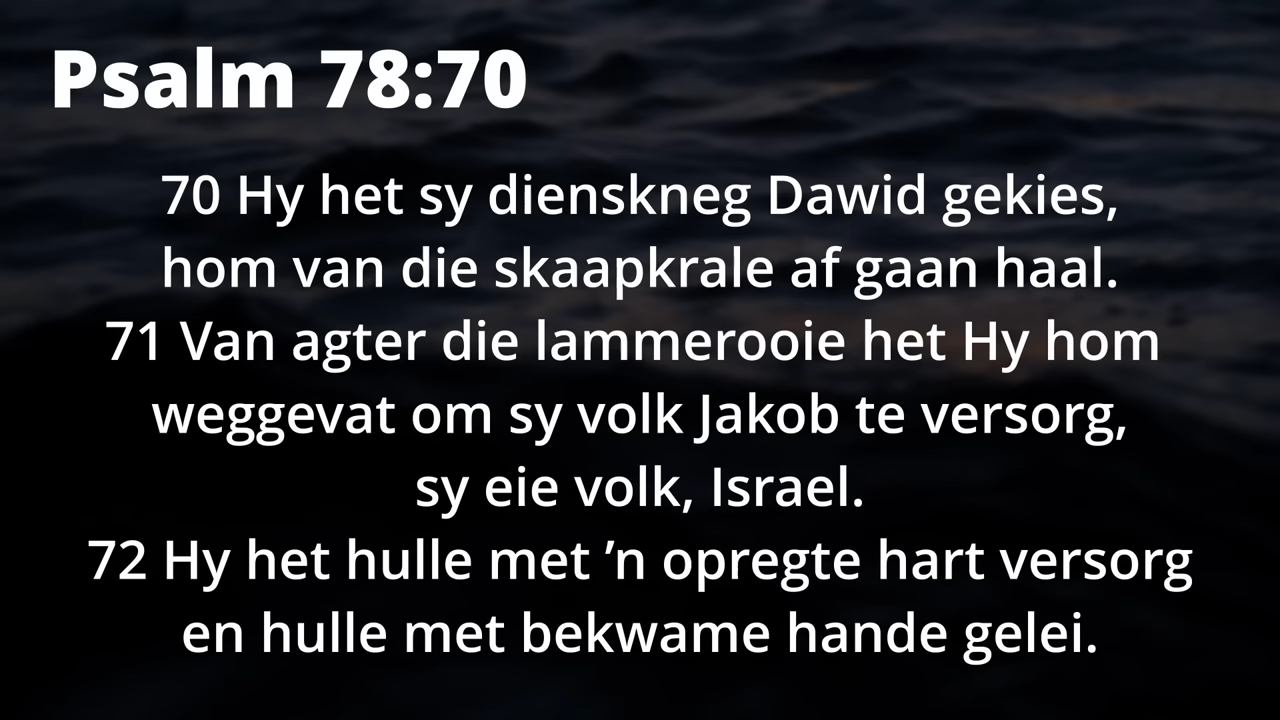 Psalm 78:70
70 Hy het sy dienskneg Dawid gekies,
hom van die skaapkrale af gaan haal.
71 Van agter die lammerooie het Hy hom
weggevat om sy volk Jakob te versorg,
sy eie volk, Israel.
72 Hy het hulle met ’n opregte hart versorg
en hulle met bekwame hande gelei.